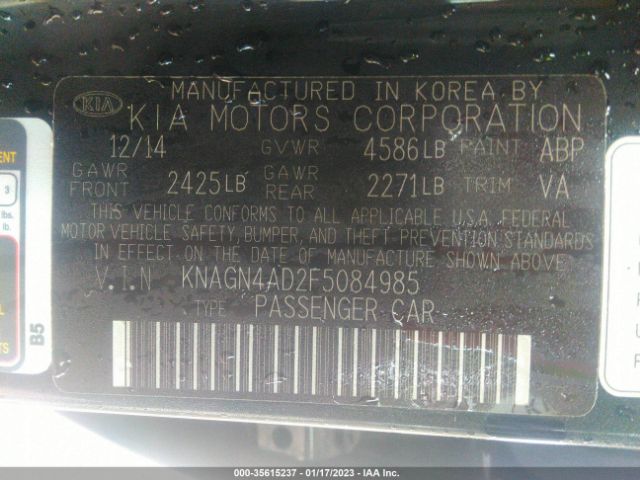 MANUFACTURED IN KOREA BY
KIA KIA MOTORS CORPORATION
12/14 GVWR 4586LB PAINT ABP
GAWR FRONT 2425LB GAWR REAR 2271LB TRIM VA
THIS VEHICLE CONFORMS TO ALL APPLICABLE U.S.A. FEDERAL
MOTOR VEHICLE SAFETY, BUMPER, AND THEFT PREVENTION STANDARDS
IN EFFECT ON THE DATE OF MANUFACTURE SHOWN ABOVE.
V.I.N KNAGN4AD2F5084985
TYPE PASSENGER CAR
3
lbs.
lb.
B5
000-35615237 - 01/17/2023 - IAA Inc.